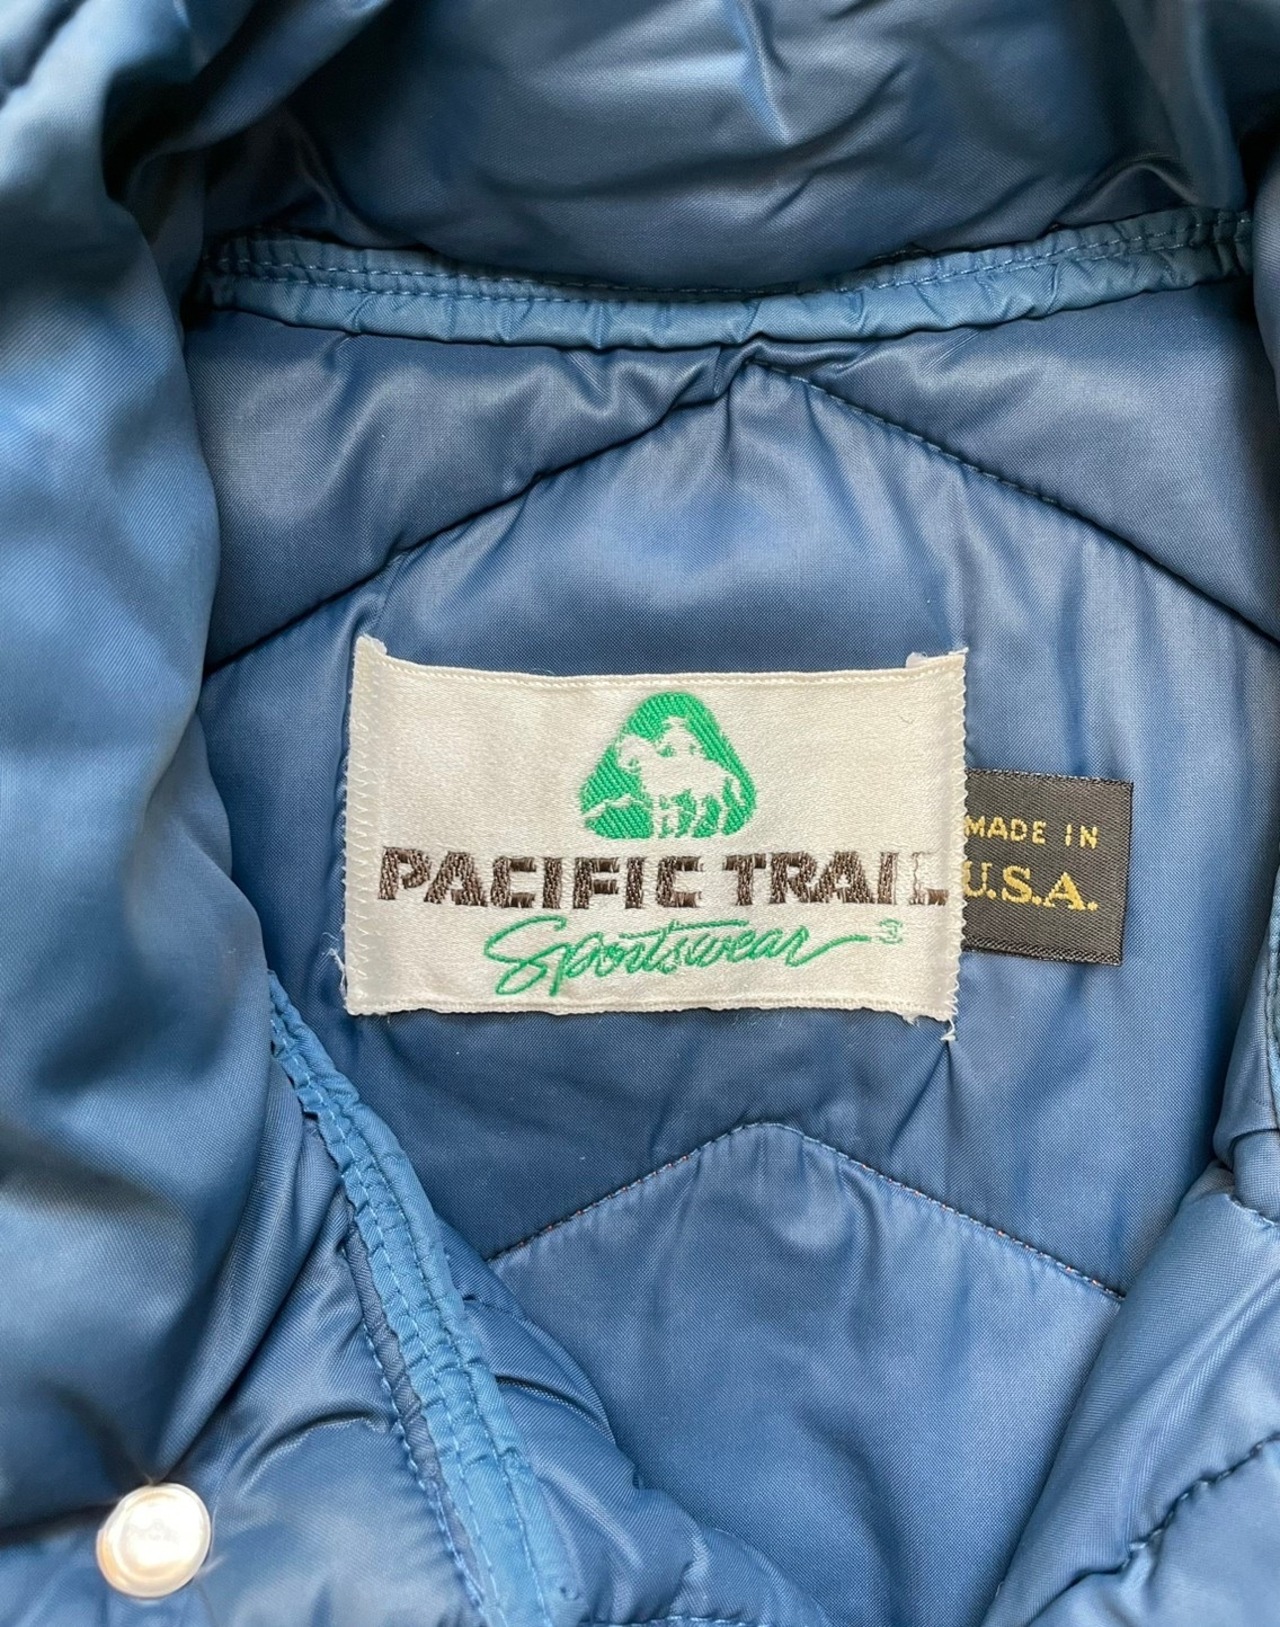 PACIFIC TRAIL
Sportswear
MADE IN
U.S.A.